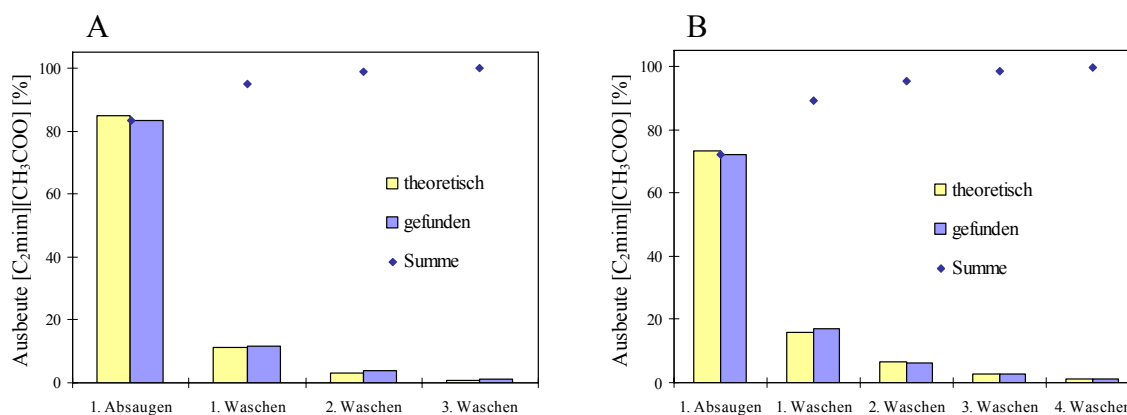 A
Ausbeute [C₂mim][CH₃COO] [%]
100
80
60
40
20
0
theoretisch
gefunden
Summe
1. Absaugen
1. Waschen
2. Waschen
3. Waschen
B
Ausbeute [C₂mim][CH₃COO] [%]
100
80
60
40
20
0
theoretisch
gefunden
Summe
1. Absaugen
1. Waschen
2. Waschen
3. Waschen
4. Waschen